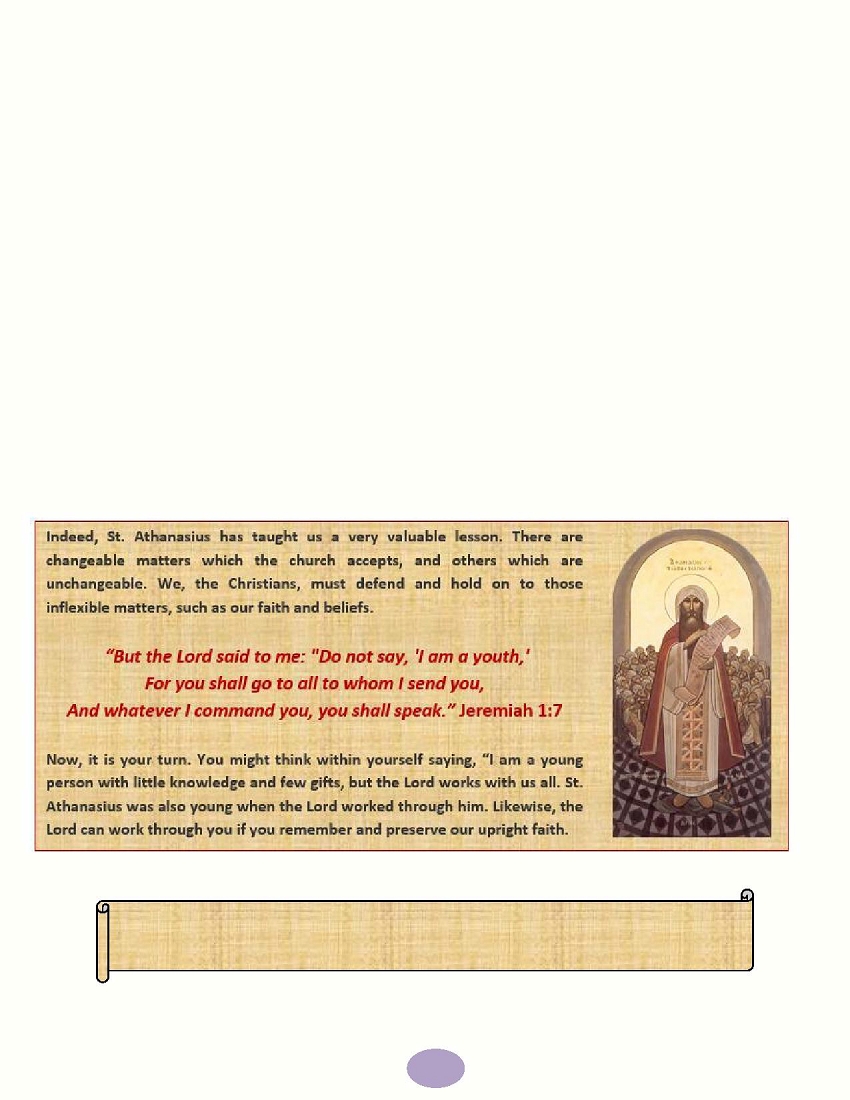 Indeed, St. Athanasius has taught us a very valuable lesson. There are
changeable matters which the church accepts, and others which are
unchangeable. We, the Christians, must defend and hold on to those
inflexible matters, such as our faith and beliefs.
“But the Lord said to me: "Do not say, 'I am a youth,'
For you shall go to all to whom I send you,
And whatever I command you, you shall speak.” Jeremiah 1:7
Now, it is your turn. You might think within yourself saying, “I am a young
person with little knowledge and few gifts, but the Lord works with us all. St.
Athanasius was also young when the Lord worked through him. Likewise, the
Lord can work through you if you remember and preserve our upright faith.